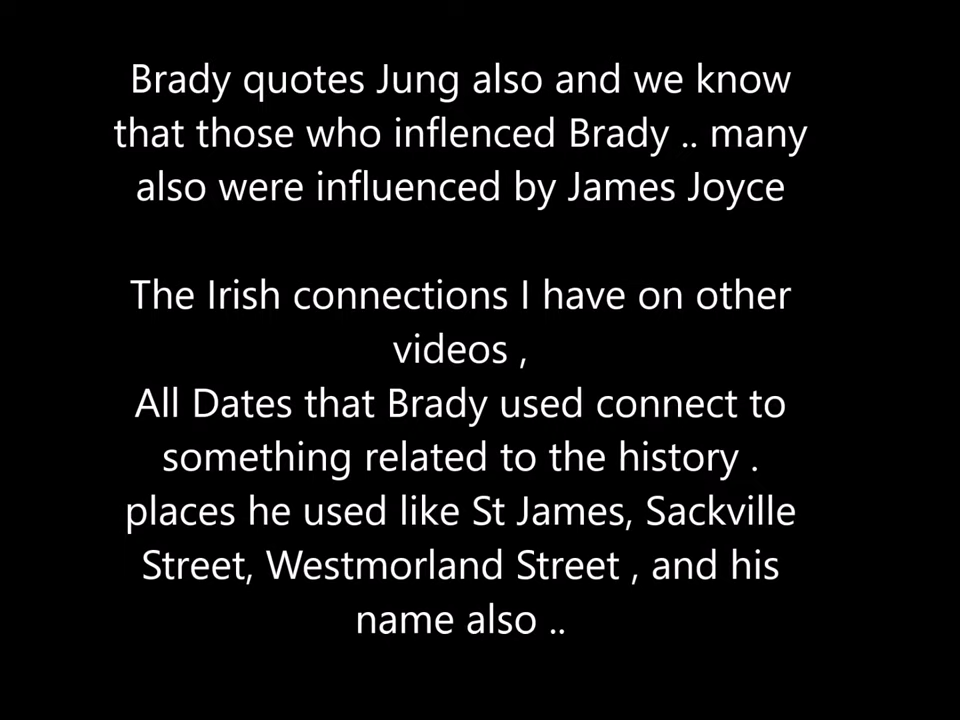 Brady quotes Jung also and we know
that those who inflenced Brady .. many
also were influenced by James Joyce
The Irish connections I have on other
videos ,
All Dates that Brady used connect to
something related to the history .
places he used like St James, Sackville
Street, Westmorland Street , and his
name also ..